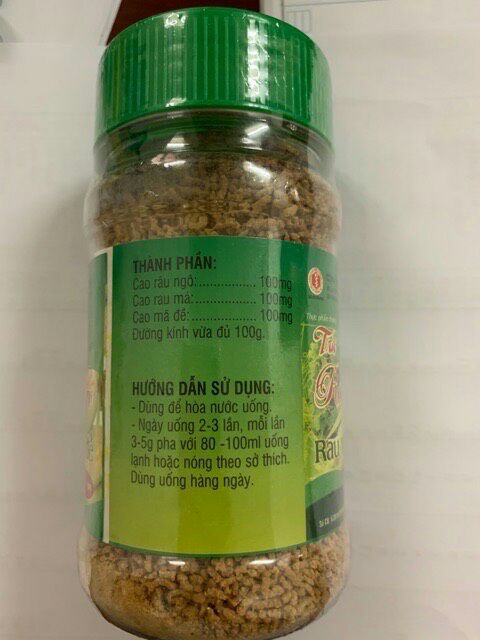 THÀNH PHẦN:
Cao râu ngô:.................. 100mg
Cao rau má:.................. 100mg
Cao mã đề:.................. 100mg
Đường kính vừa đủ 100g.
HƯỚNG DẪN SỬ DỤNG:
- Dùng để hòa nước uống.
- Ngày uống 2-3 lần, mỗi lần
3-5g pha với 80 -100ml uống
lạnh hoặc nóng theo sở thích.
Dùng uống hàng ngày.
Rau